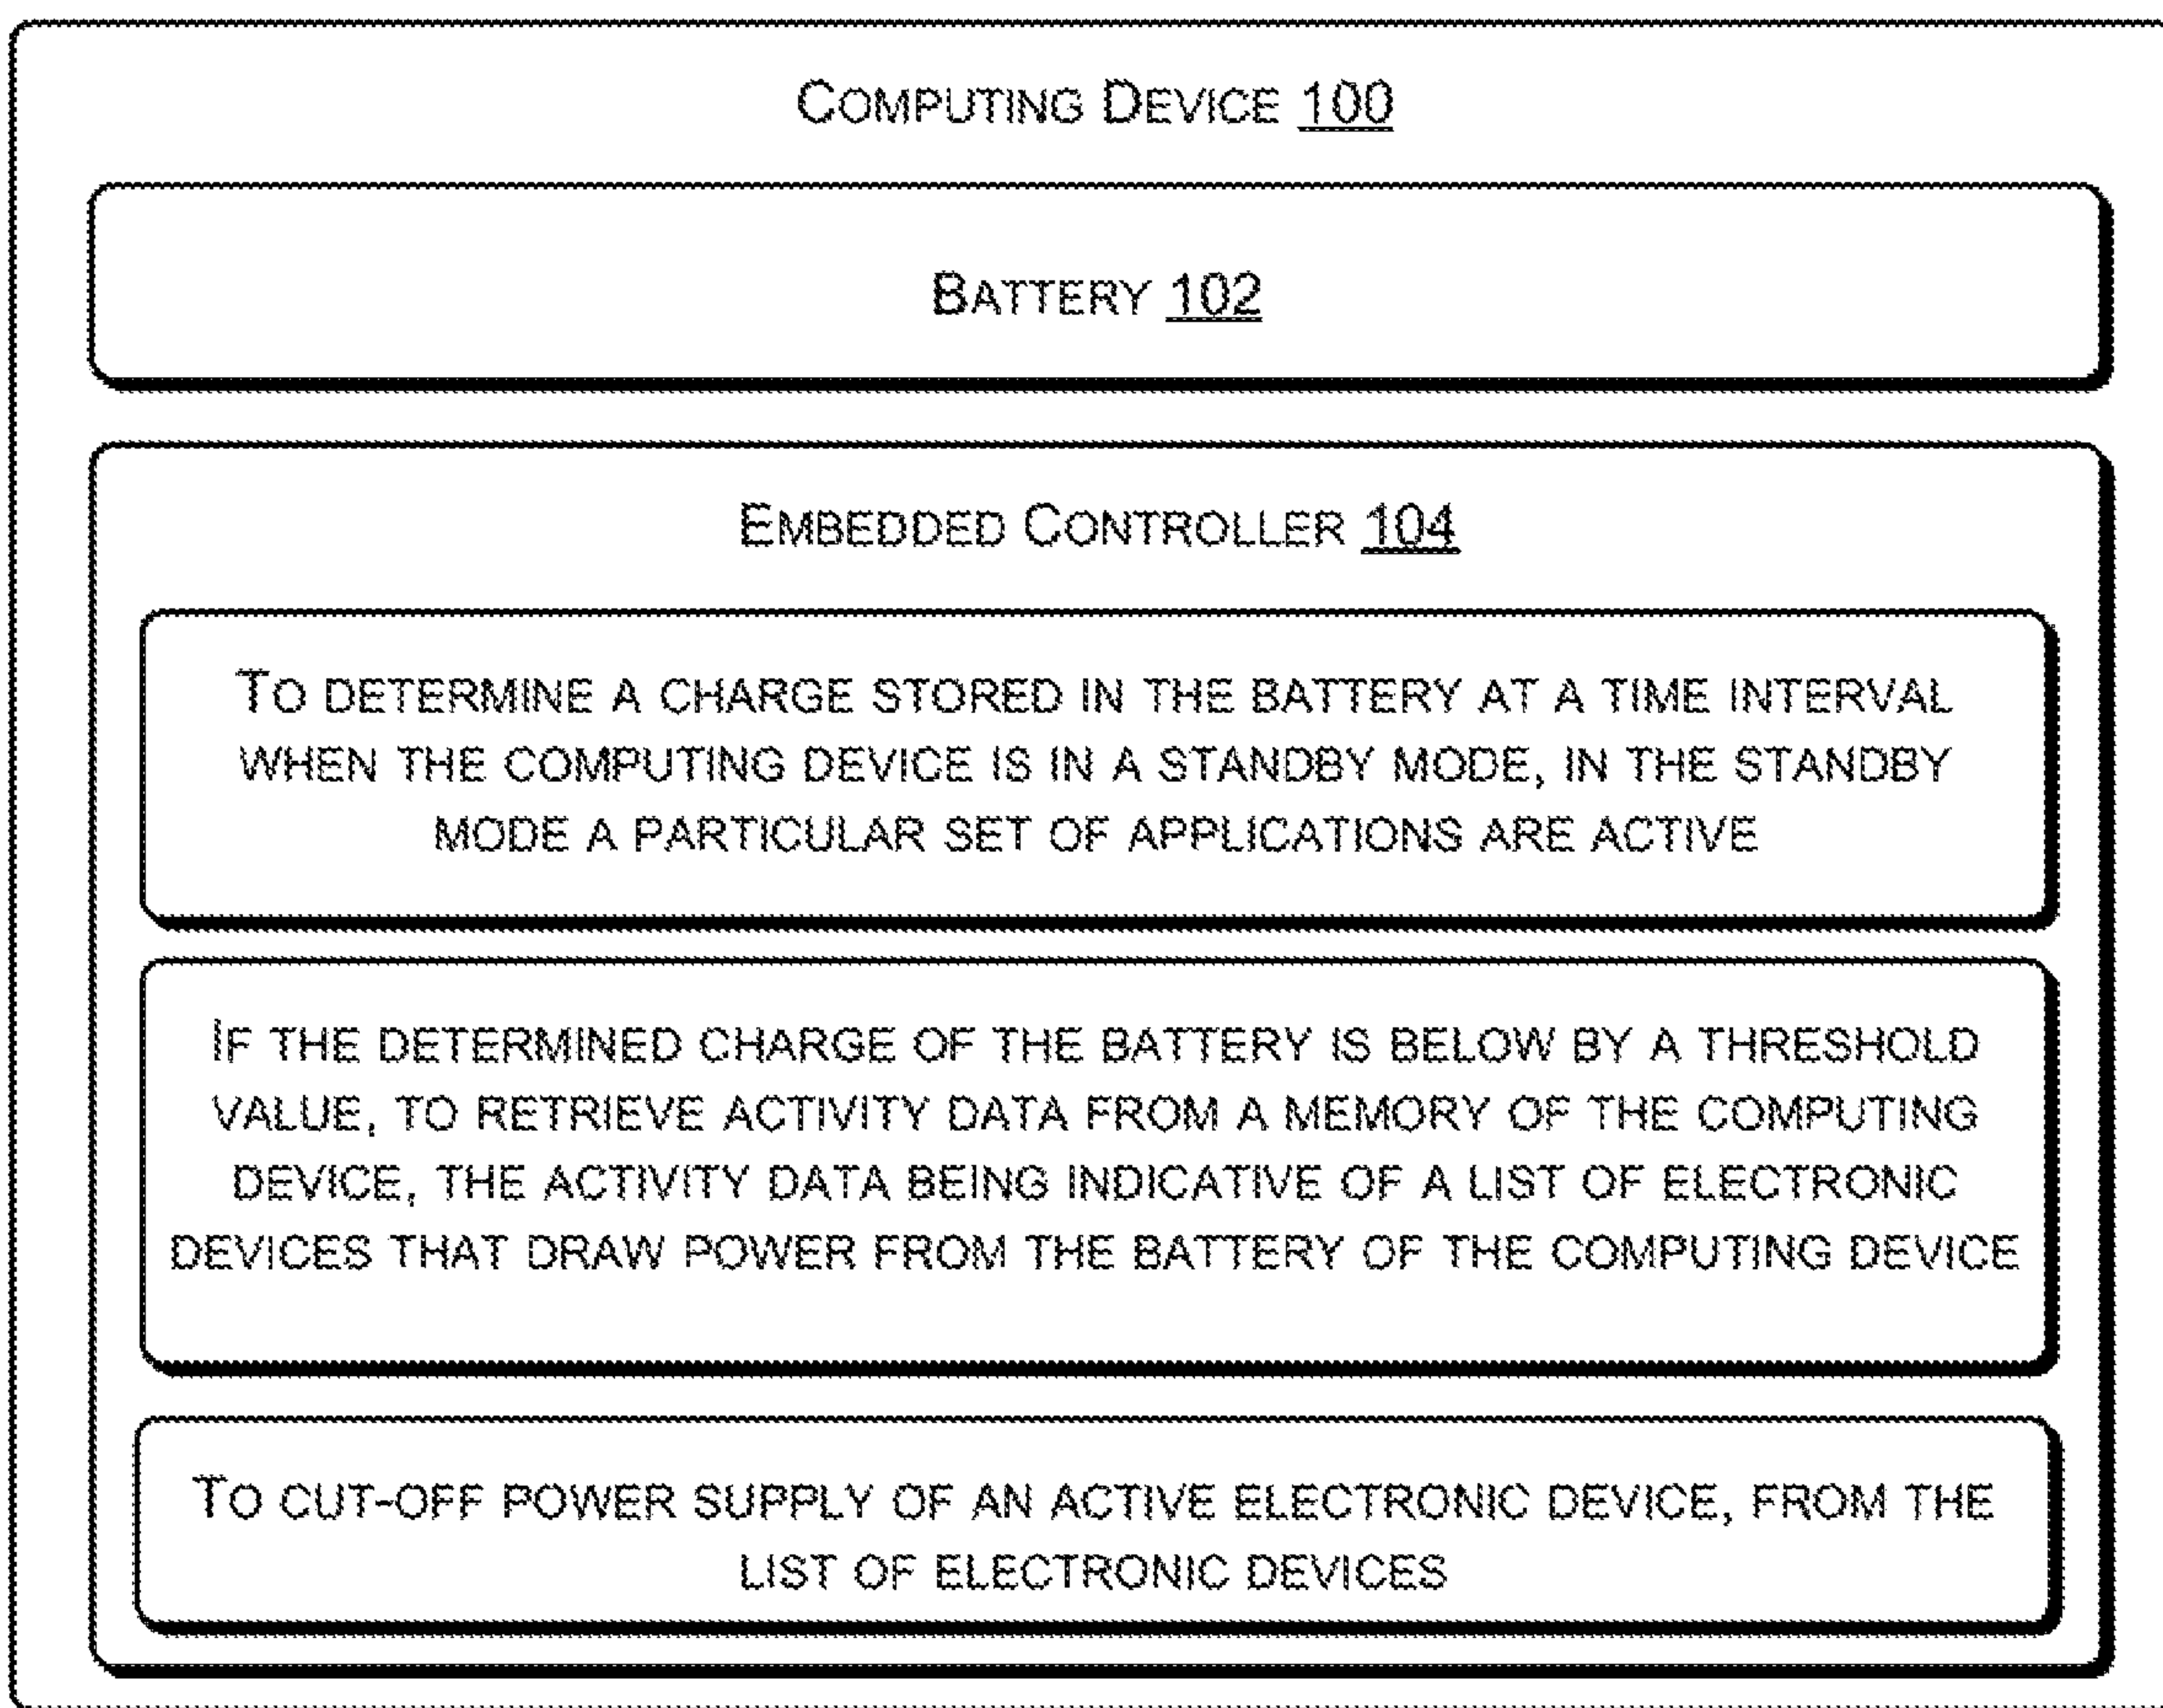 COMPUTING DEVICE 100
BATTERY 102
EMBEDDED CONTROLLER 104
TO DETERMINE A CHARGE STORED IN THE BATTERY AT A TIME INTERVAL
WHEN THE COMPUTING DEVICE IS IN A STANDBY MODE, IN THE STANDBY
MODE A PARTICULAR SET OF APPLICATIONS ARE ACTIVE
IF THE DETERMINED CHARGE OF THE BATTERY IS BELOW BY A THRESHOLD
VALUE, TO RETRIEVE ACTIVITY DATA FROM A MEMORY OF THE COMPUTING
DEVICE, THE ACTIVITY DATA BEING INDICATIVE OF A LIST OF ELECTRONIC
DEVICES THAT DRAW POWER FROM THE BATTERY OF THE COMPUTING DEVICE
TO CUT-OFF POWER SUPPLY OF AN ACTIVE ELECTRONIC DEVICE, FROM THE
LIST OF ELECTRONIC DEVICES